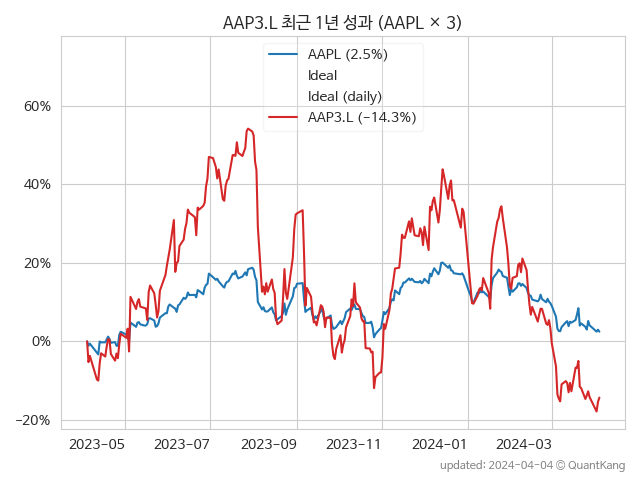 AAP3.L 최근 1년 성과 (AAPL × 3)
AAPL (2.5%)
Ideal
Ideal (daily)
AAP3.L (−14.3%)
60%
40%
20%
0%
−20%
2023−05
2023−07
2023−09
2023−11
2024−01
2024−03
updated: 2024−04−04 © QuantKang